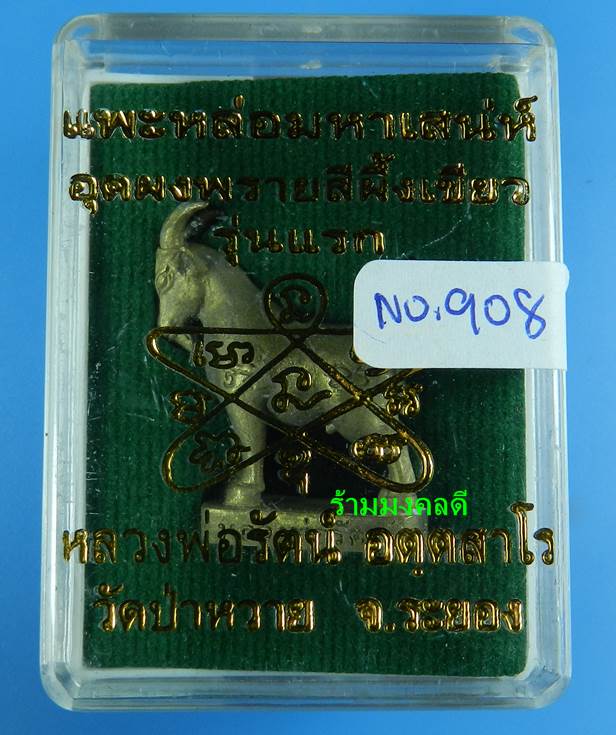 แพะหล่อมหาเสน่ห์
อุดผงพรายสีผึ้งเขียว
รุ่นแรก
NO.908
ร้านมงคลดี
หลวงพ่อรัตน์ อตฺตสาโร
วัดป่าหวาย จ.ระยอง